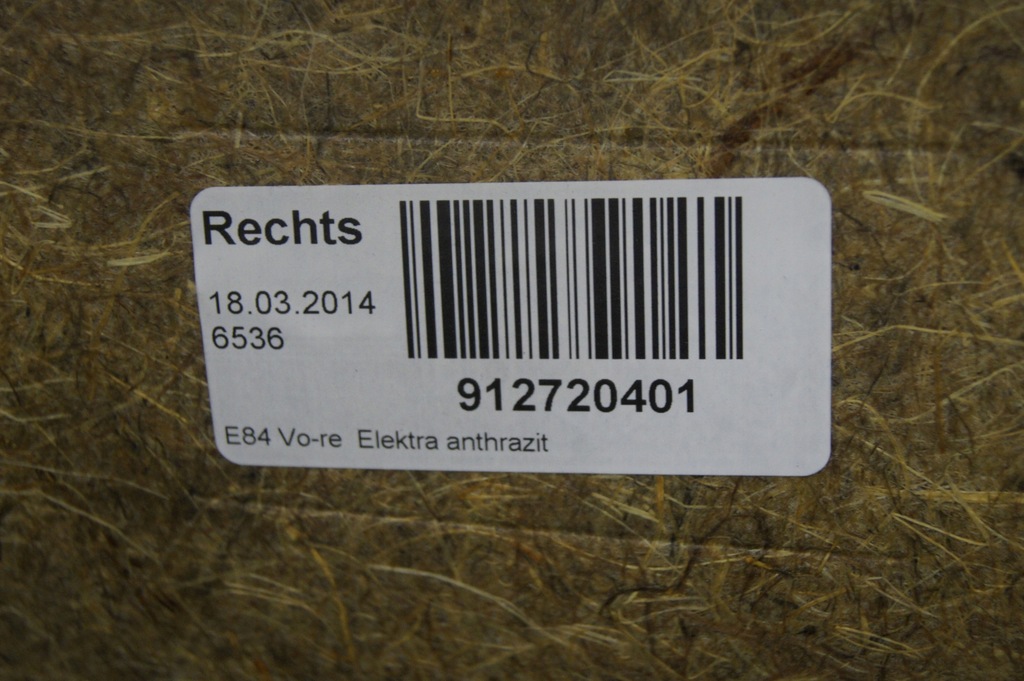 Rechts
18.03.2014
6536
912720401
E84 Vo-re Elektra anthrazit